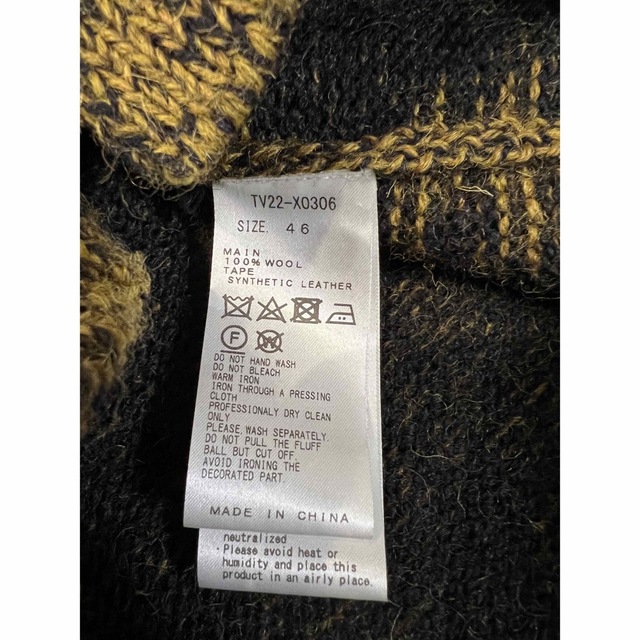 TV22-X0306
SIZE. 46
MAIN
100% WOOL
TAPE
SYNTHETIC LEATHER
F W
DO NOT HAND WASH
DO NOT BLEACH
WARM IRON
IRON THROUGH A PRESSING
CLOTH
PROFESSIONALY DRY CLEAN
ONLY
PLEASE WASH SEPARATELY.
DO NOT PULL THE FLUFF
BALL BUT CUT OFF.
AVOID IRONING THE
DECORATED PART.
MADE IN CHINA
neutralized
・Please avoid heat or
humidity and place this
product in an airly place.